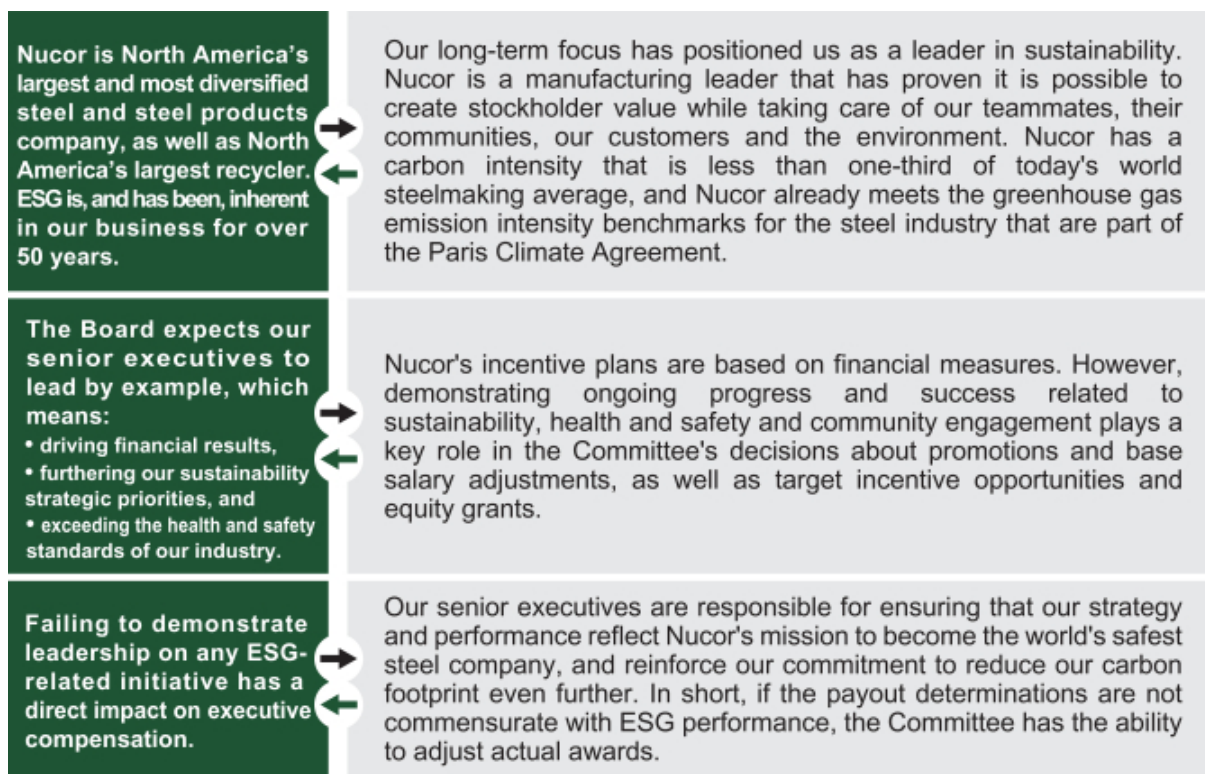 Nucor is North America's
largest and most diversified
steel and steel products
company, as well as North
America's largest recycler.
ESG is, and has been, inherent
in our business for over
50 years.
Our long-term focus has positioned us as a leader in sustainability.
Nucor is a manufacturing leader that has proven it is possible to
create stockholder value while taking care of our teammates, their
communities, our customers and the environment. Nucor has a
carbon intensity that is less than one-third of today's world
steelmaking average, and Nucor already meets the greenhouse gas
emission intensity benchmarks for the steel industry that are part of
the Paris Climate Agreement.
The Board expects our
senior executives to
lead by example, which
means:
• driving financial results,
• furthering our sustainability
strategic priorities, and
• exceeding the health and safety
standards of our industry.
Nucor's incentive plans are based on financial measures. However,
demonstrating ongoing progress and success related to
sustainability, health and safety and community engagement plays a
key role in the Committee's decisions about promotions and base
salary adjustments, as well as target incentive opportunities and
equity grants.
Failing to demonstrate
leadership on any ESG-
related initiative has a
direct impact on executive
compensation.
Our senior executives are responsible for ensuring that our strategy
and performance reflect Nucor's mission to become the world's safest
steel company, and reinforce our commitment to reduce our carbon
footprint even further. In short, if the payout determinations are not
commensurate with ESG performance, the Committee has the ability
to adjust actual awards.